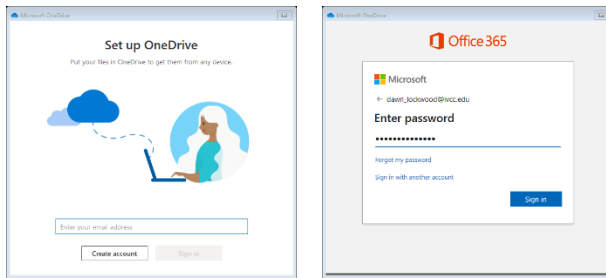 Microsoft OneDrive
Set up OneDrive
Put your files in OneDrive to get them from any device.
Enter your email address
Create account
Sign in
Microsoft OneDrive
Office 365
Microsoft
← dawn_lockwood@ivcc.edu
Enter password
••••••••••••••
Forgot my password
Sign in with another account
Sign in